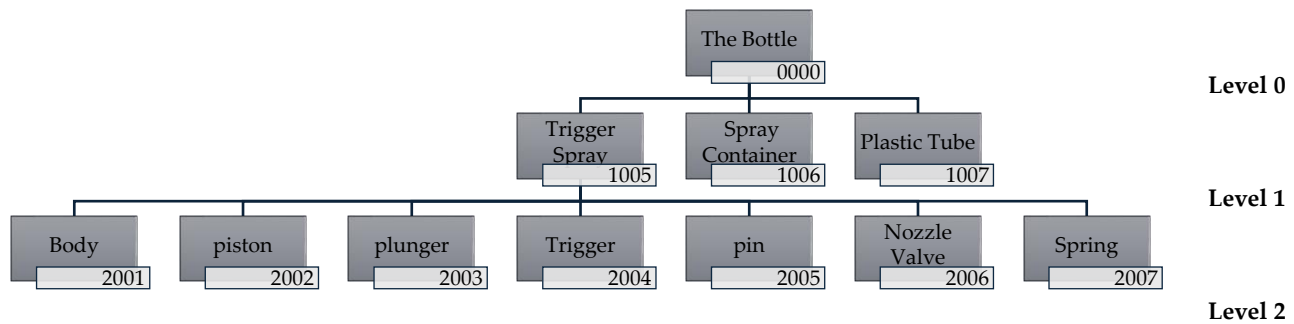 The Bottle
0000
Level 0
Trigger
Spray
1005
Spray
Container
1006
Plastic Tube
1007
Level 1
Body
2001
piston
2002
plunger
2003
Trigger
2004
pin
2005
Nozzle
Valve
2006
Spring
2007
Level 2